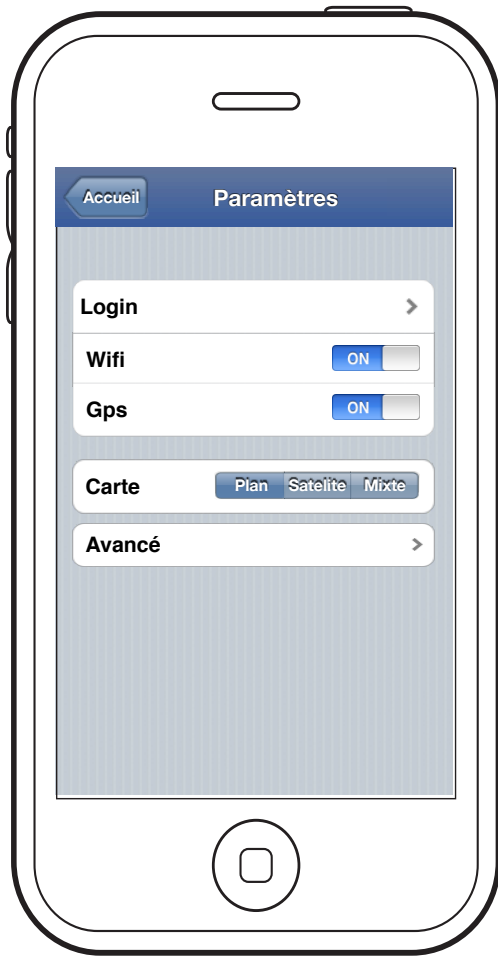 Accueil Paramètres
Login
Wifi ON
Gps ON
Carte Plan Satelite Mixte
Avancé